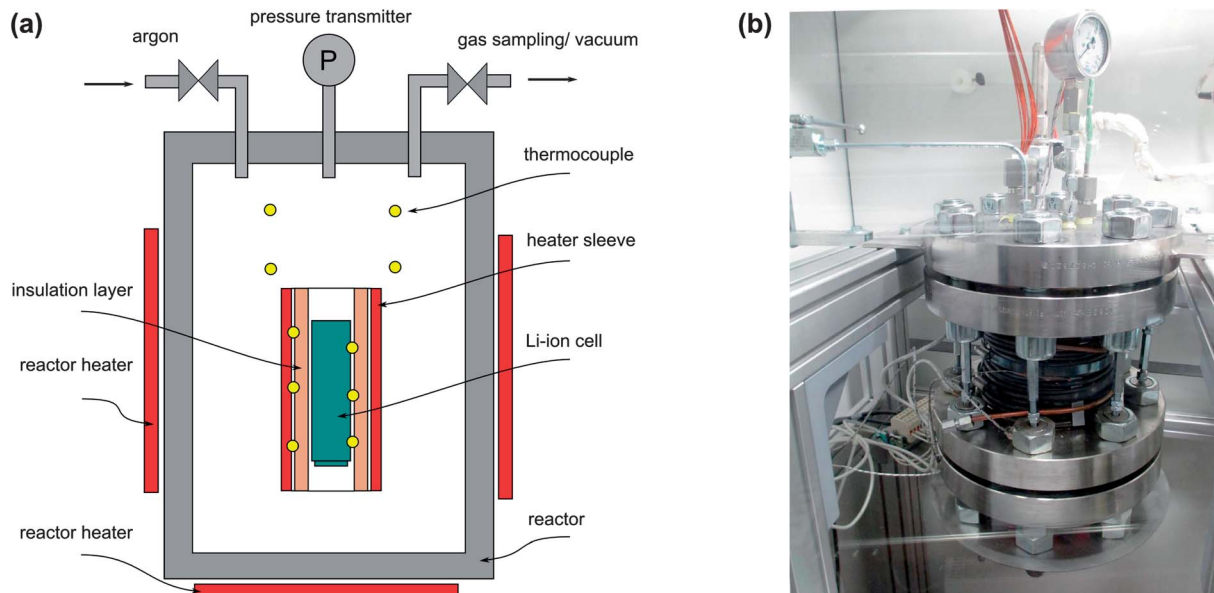 (a)
pressure transmitter
argon
gas sampling/ vacuum
P
thermocouple
heater sleeve
insulation layer
Li-ion cell
reactor heater
reactor heater
reactor
(b)